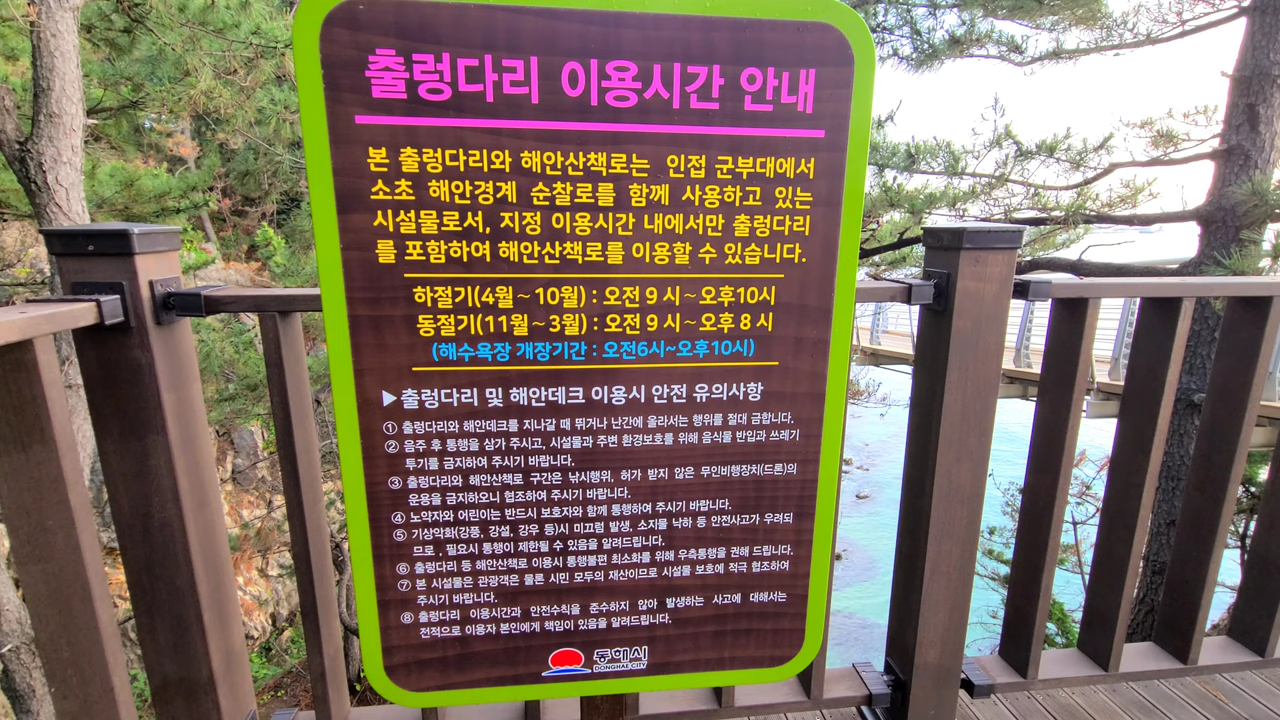 출렁다리 이용시간 안내
본 출렁다리와 해안산책로는 인접 군부대에서
소초 해안경계 순찰로를 함께 사용하고 있는
시설물로서, 지정 이용시간 내에서만 출렁다리
를 포함하여 해안산책로를 이용할 수 있습니다.
하절기(4월~10월) : 오전 9 시~오후10시
동절기(11월~3월) : 오전 9 시~오후 8 시
(해수욕장 개장기간 : 오전6시~오후10시)
▶출렁다리 및 해안데크 이용시 안전 유의사항
① 출렁다리와 해안데크를 지나갈 때 뛰거나 난간에 올라서는 행위를 절대 금합니다.
② 음주 후 통행을 삼가 주시고, 시설물과 주변 환경보호를 위해 음식물 반입과 쓰레기
투기를 금지하여 주시기 바랍니다.
③ 출렁다리와 해안산책로 구간은 낚시행위, 허가 받지 않은 무인비행장치(드론)의
운용을 금지하오니 협조하여 주시기 바랍니다.
④ 노약자와 어린이는 반드시 보호자와 함께 통행하여 주시기 바랍니다.
⑤ 기상악화(강풍, 강설, 강우 등)시 미끄럼 발생, 소지물 낙하 등 안전사고가 우려되
므로 , 필요시 통행이 제한될 수 있음을 알려드립니다.
⑥ 출렁다리 등 해안산책로 이용시 통행불편 최소화를 위해 우측통행을 권해 드립니다.
⑦ 본 시설물은 관광객은 물론 시민 모두의 재산이므로 시설물 보호에 적극 협조하여
주시기 바랍니다.
⑧ 출렁다리 이용시간과 안전수칙을 준수하지 않아 발생하는 사고에 대해서는
전적으로 이용자 본인에게 책임이 있음을 알려드립니다.
동해시
DONGHAE CITY